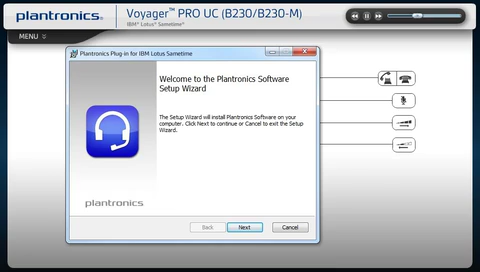 plantronics®
Voyager™ PRO UC (B230/B230-M)
IBM® Lotus® Sametime®
MENU
Plantronics Plug-in for IBM Lotus Sametime
Welcome to the Plantronics Software
Setup Wizard
The Setup Wizard will install Plantronics Software on your
computer. Click Next to continue or Cancel to exit the Setup
Wizard.
plantronics
Back
Next
Cancel